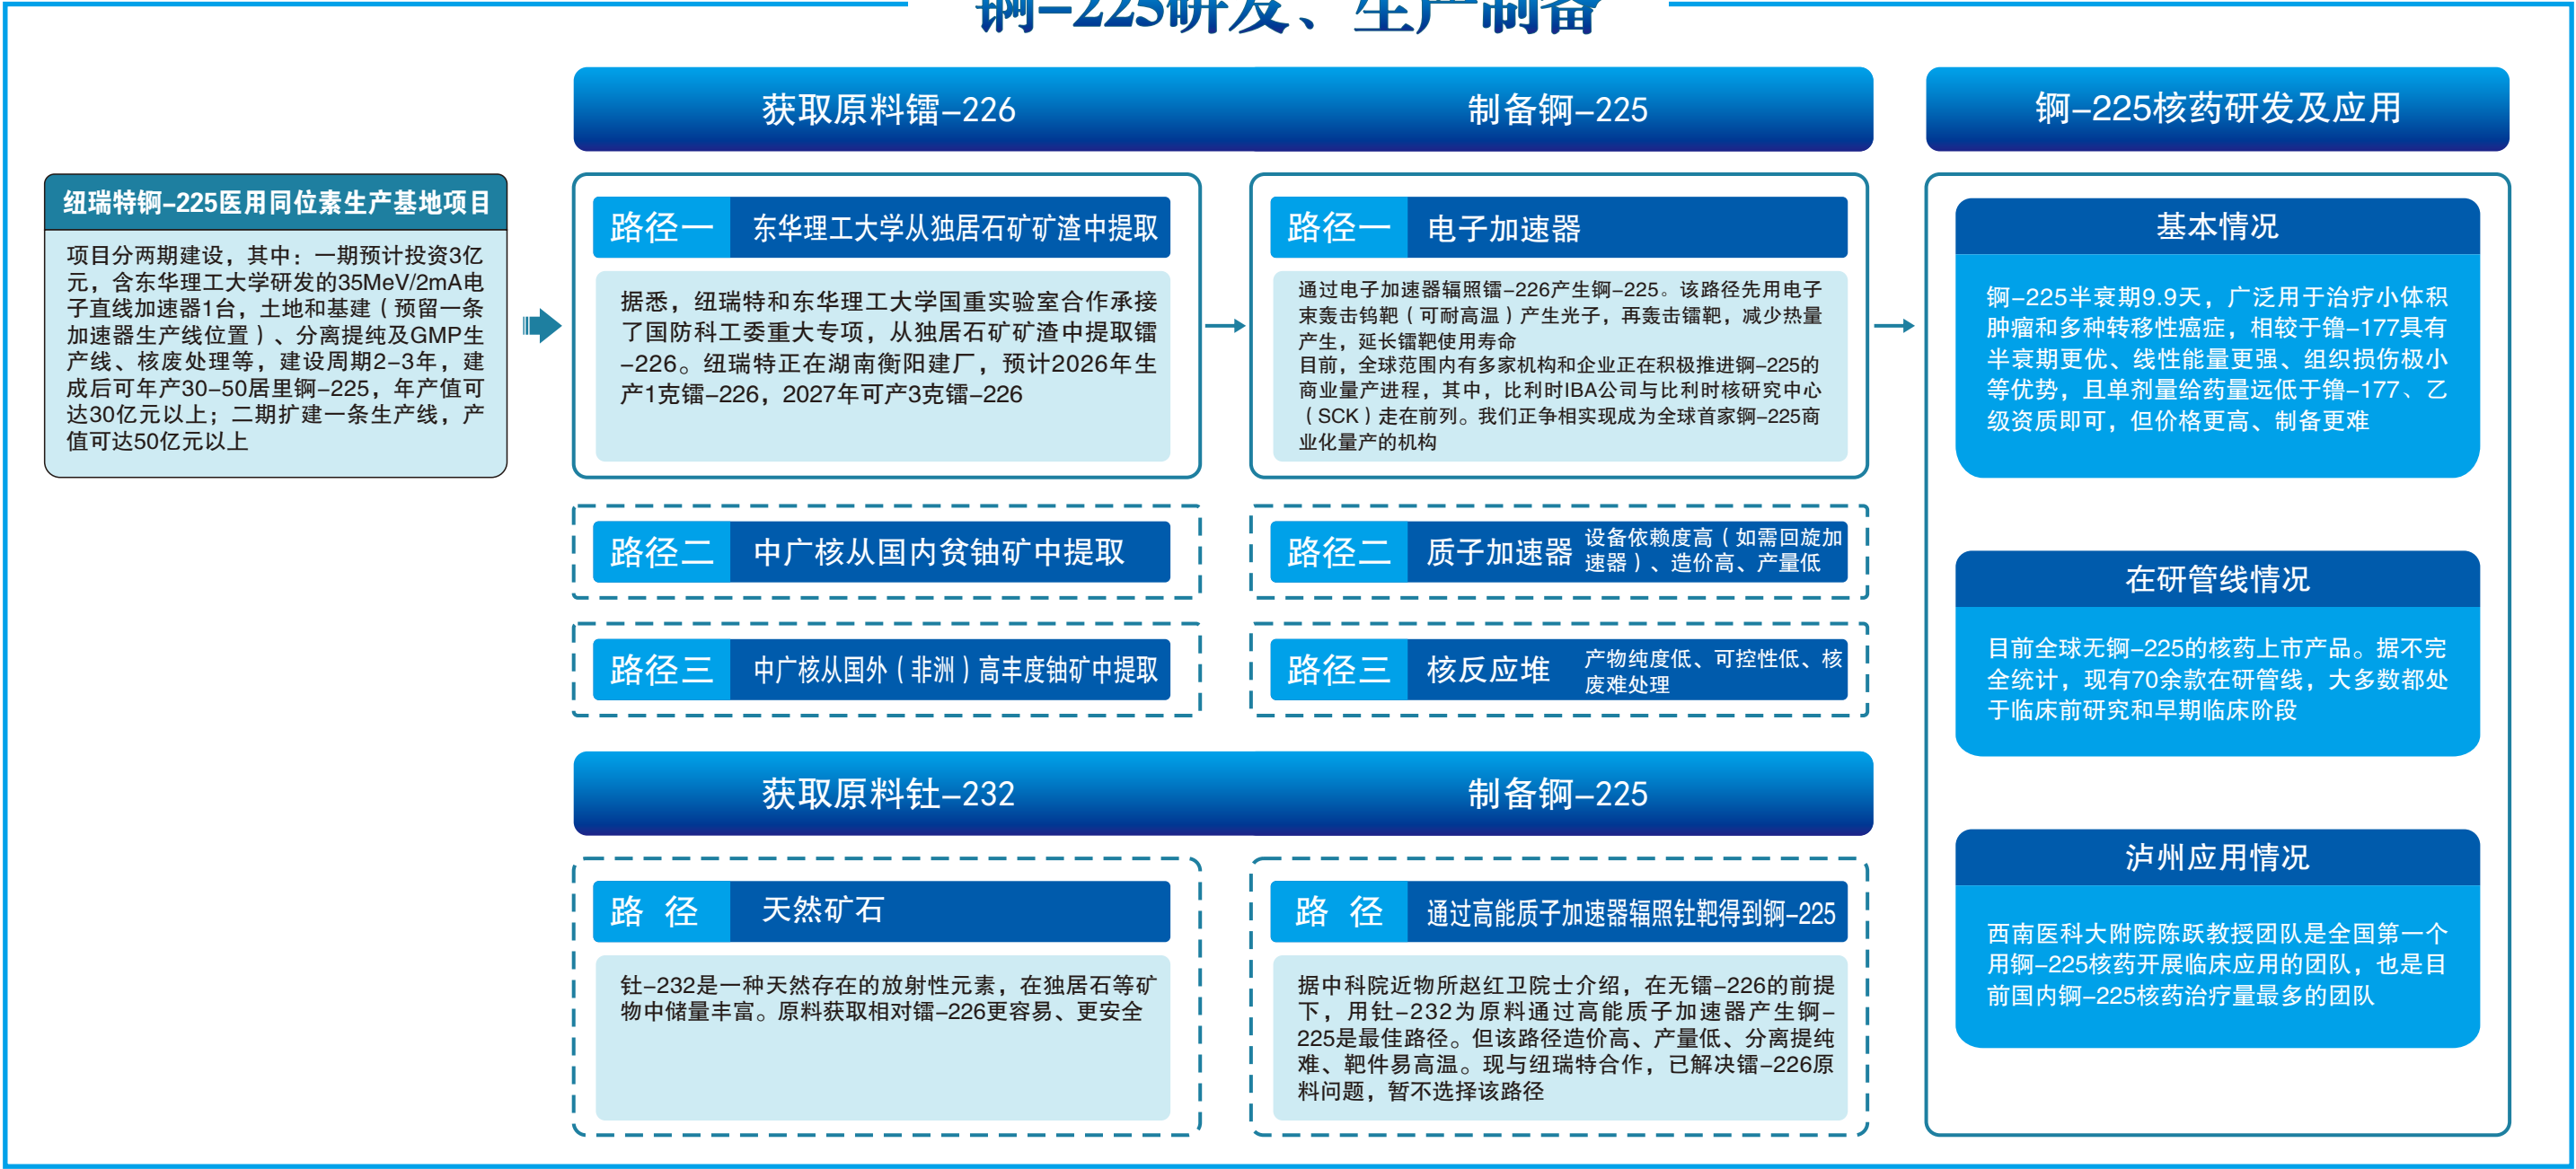 锕-225研发、生产制备
获取原料镭-226
制备锕-225
锕-225核药研发及应用
纽瑞特锕-225医用同位素生产基地项目
项目分两期建设，其中：一期预计投资3亿
元，含东华理工大学研发的35MeV/2mA电
子直线加速器1台，土地和基建（预留一条
加速器生产线位置）、分离提纯及GMP生
产线、核废处理等，建设周期2-3年，建
成后可年产30-50居里锕-225，年产值可
达30亿元以上；二期扩建一条生产线，产
值可达50亿元以上
路径一
东华理工大学从独居石矿矿渣中提取
据悉，纽瑞特和东华理工大学国重实验室合作承接
了国防科工委重大专项，从独居石矿矿渣中提取镭
-226。纽瑞特正在湖南衡阳建厂，预计2026年生
产1克镭-226，2027年可产3克镭-226
路径二
中广核从国内贫铀矿中提取
路径三
中广核从国外（非洲）高丰度铀矿中提取
路径一
电子加速器
通过电子加速器辐照镭-226产生锕-225。该路径先用电子
束轰击钨靶（可耐高温）产生光子，再轰击镭靶，减少热量
产生，延长镭靶使用寿命
目前，全球范围内有多家机构和企业正在积极推进锕-225的
商业量产进程，其中，比利时IBA公司与比利时核研究中心
（SCK）走在前列。我们正争相实现成为全球首家锕-225商
业化量产的机构
路径二
质子加速器
设备依赖度高（如需回旋加
速器）、造价高、产量低
路径三
核反应堆
产物纯度低、可控性低、核
废难处理
基本情况
锕-225半衰期9.9天，广泛用于治疗小体积
肿瘤和多种转移性癌症，相较于镥-177具有
半衰期更优、线性能量更强、组织损伤极小
等优势，且单剂量给药量远低于镥-177、乙
级资质即可，但价格更高、制备更难
在研管线情况
目前全球无锕-225的核药上市产品。据不完
全统计，现有70余款在研管线，大多数都处
于临床前研究和早期临床阶段
泸州应用情况
西南医科大附院陈跃教授团队是全国第一个
用锕-225核药开展临床应用的团队，也是目
前国内锕-225核药治疗量最多的团队
获取原料钍-232
制备锕-225
路 径
天然矿石
钍-232是一种天然存在的放射性元素，在独居石等矿
物中储量丰富。原料获取相对镭-226更容易、更安全
路 径
通过高能质子加速器辐照钍靶得到锕-225
据中科院近物所赵红卫院士介绍，在无镭-226的前提
下，用钍-232为原料通过高能质子加速器产生锕-
225是最佳路径。但该路径造价高、产量低、分离提纯
难、靶件易高温。现与纽瑞特合作，已解决镭-226原
料问题，暂不选择该路径